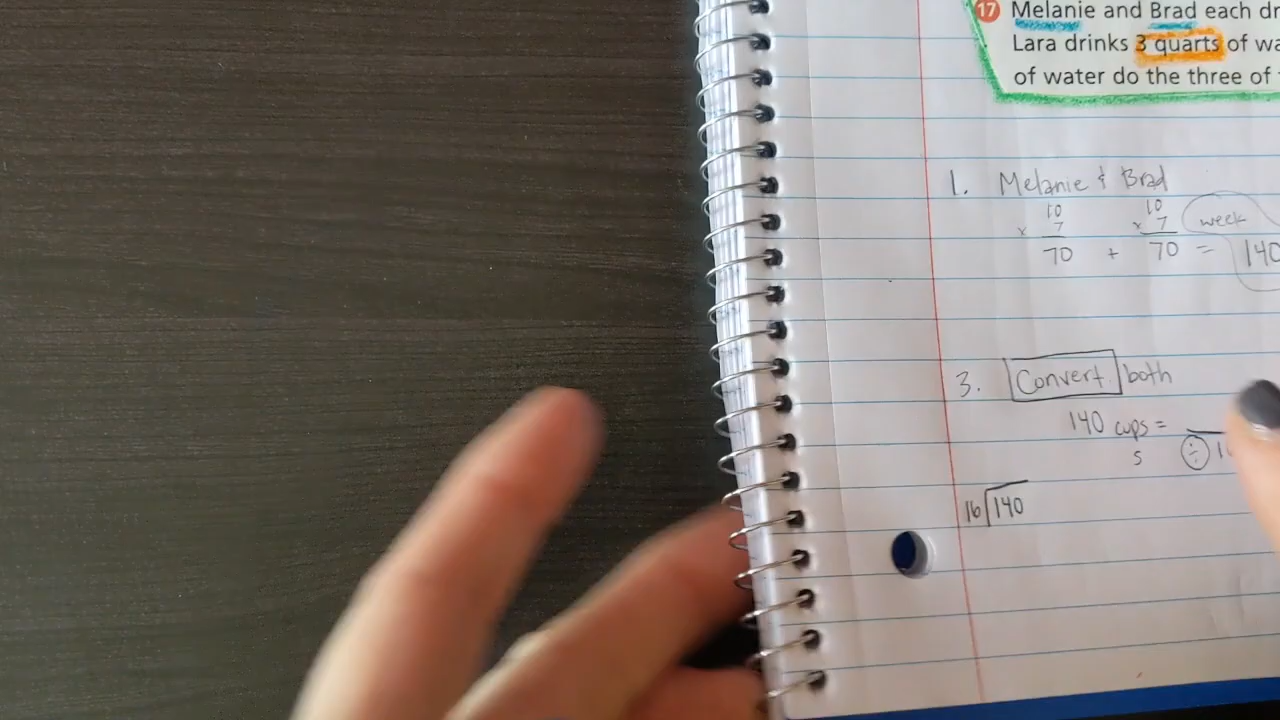 17 Melanie and Brad each dr
Lara drinks 3 quarts of wa
of water do the three of
1. Melanie & Brad
10 10
x 7 x 7 week
70 + 70 = 140
3. Convert both
140 cups =
s ÷ 1
16 140